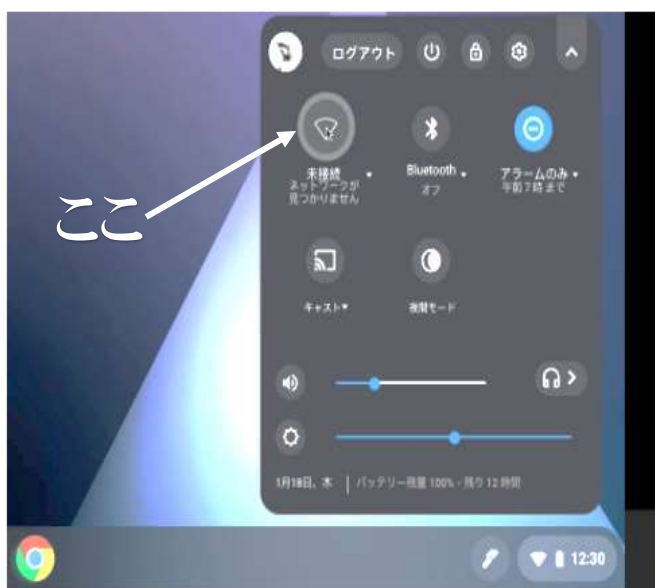 ログアウト
未接続
ネットワークが
見つかりません
Bluetooth
オフ
アラームのみ
午前7時まで
ここ
キャスト
夜間モード
1月18日、木 | バッテリー残量 100% - 残り 12 時間
12:30